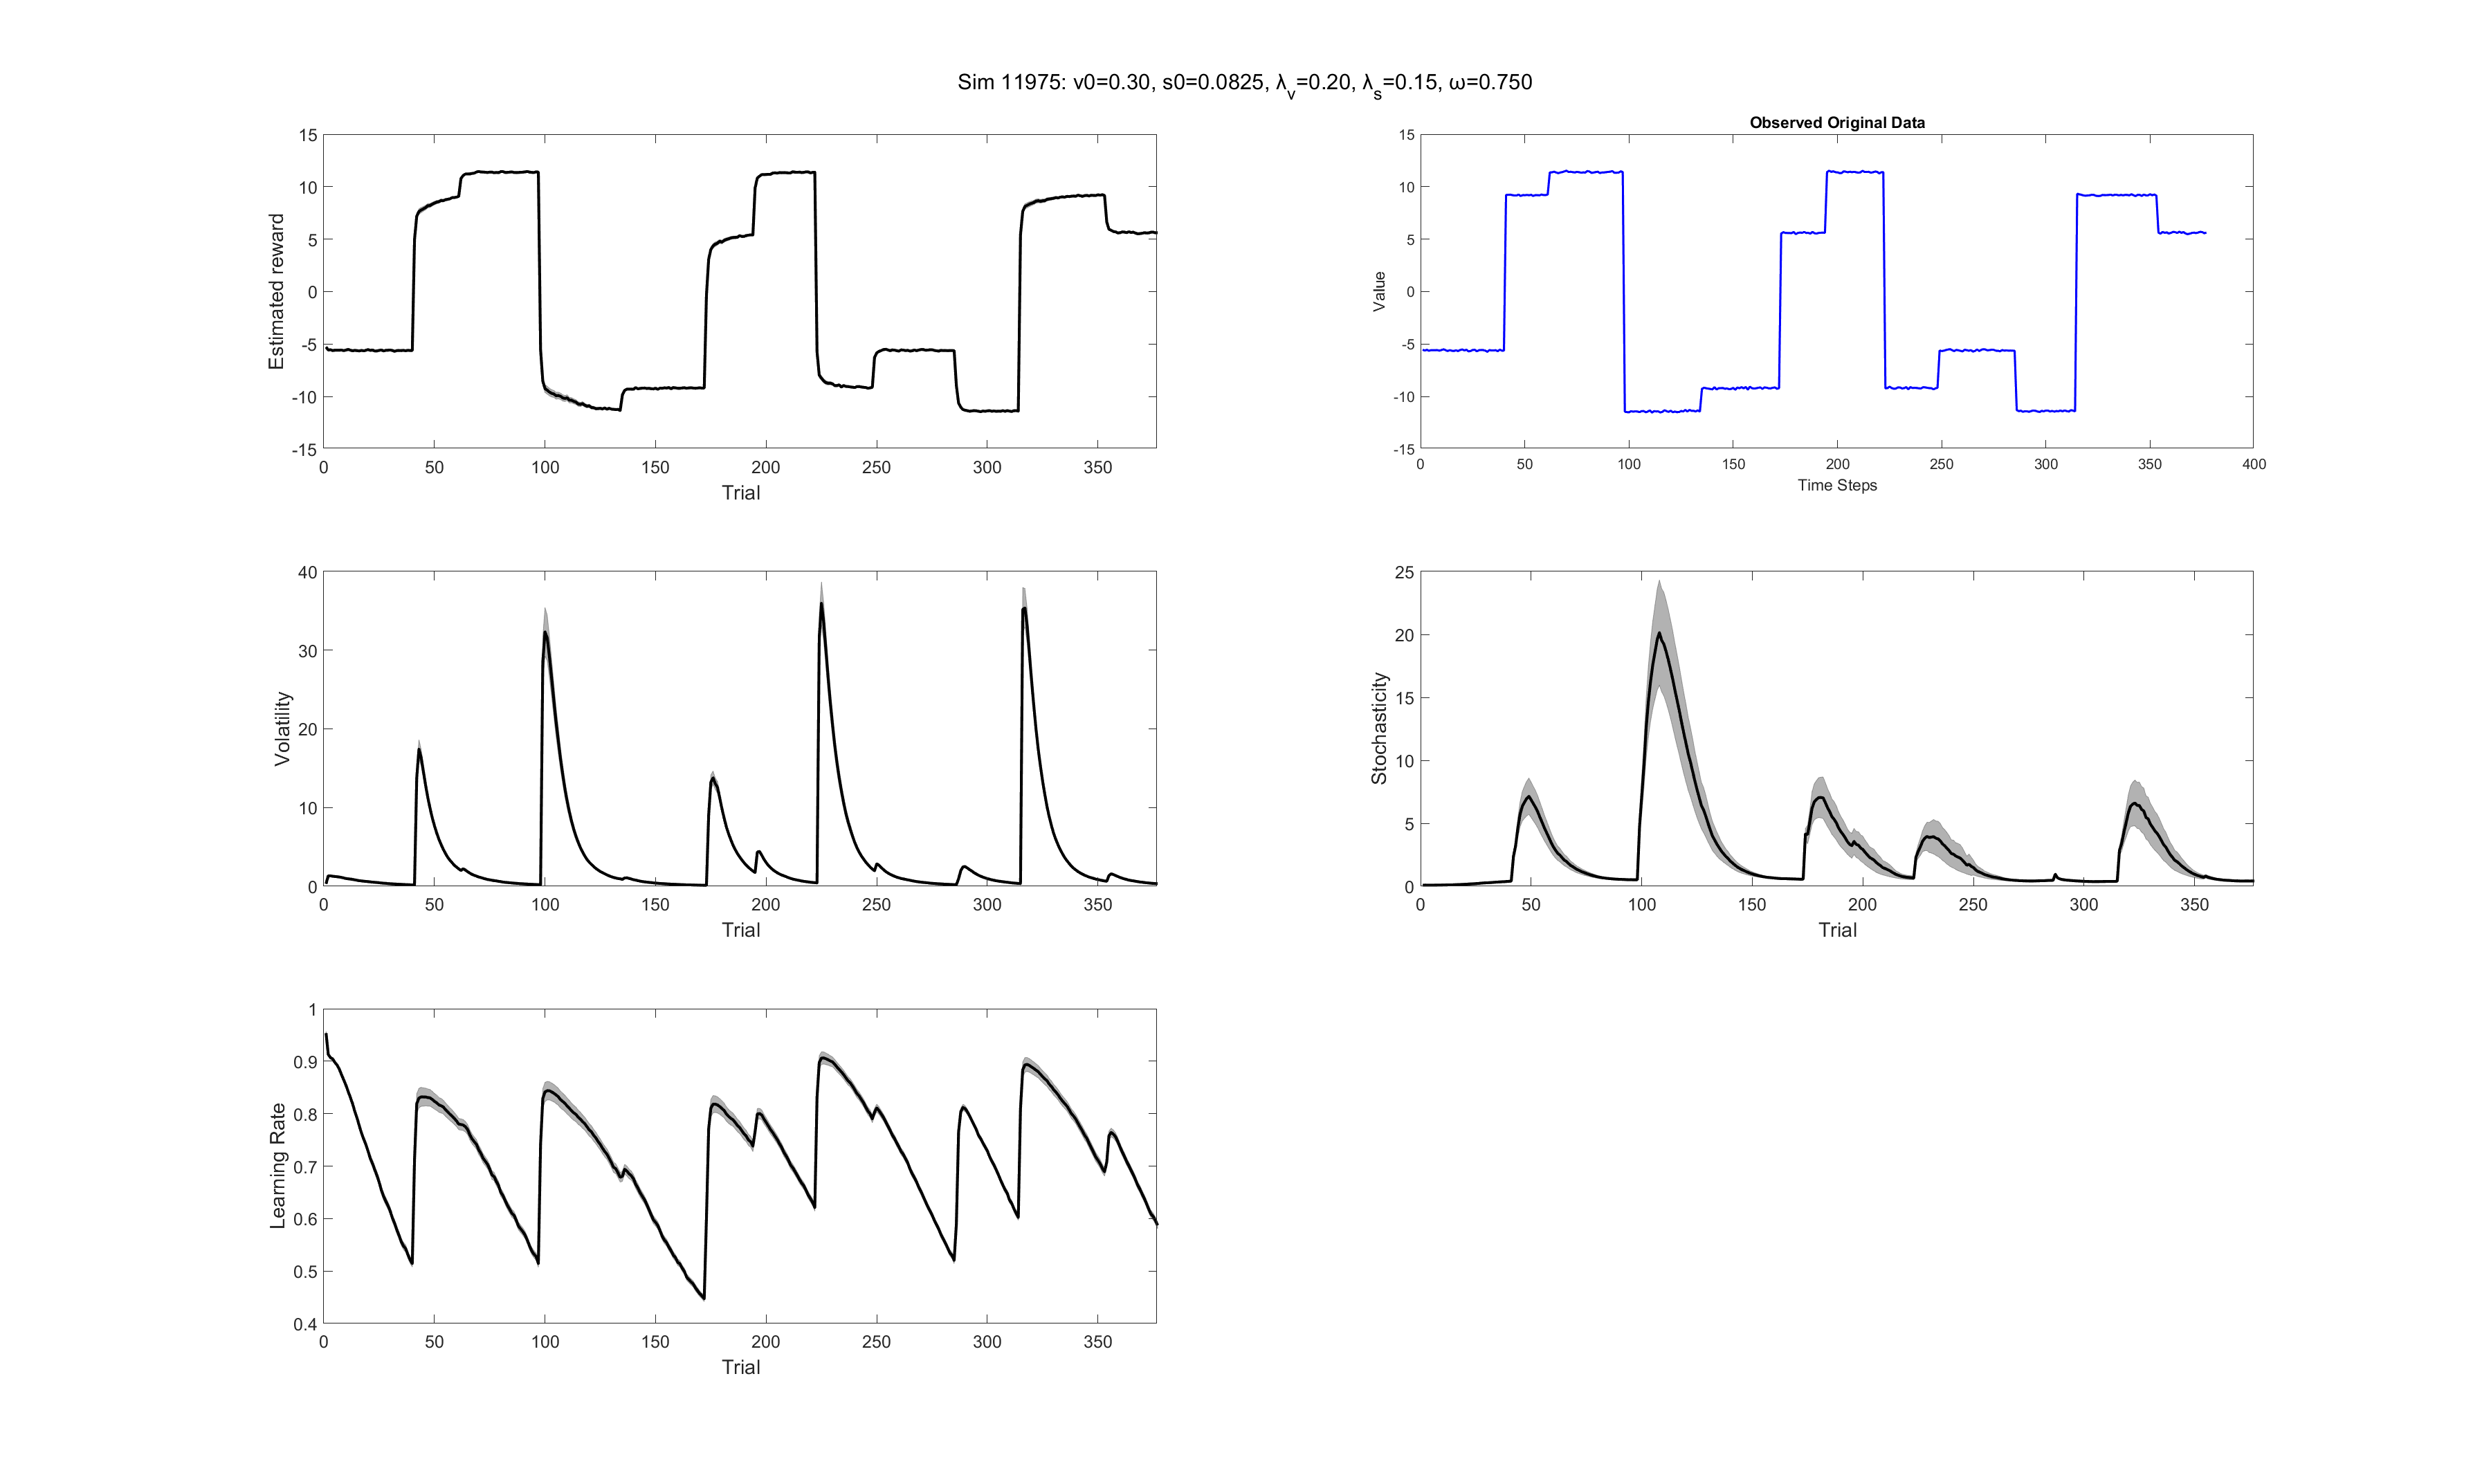 Sim 11975: v0=0.30, s0=0.0825, λv=0.20, λs=0.15, ω=0.750
15
10
5
0
-5
-10
-15
Estimated reward
0 50 100 150 200 250 300 350
Trial
Observed Original Data
15
10
5
0
-5
-10
-15
Value
0 50 100 150 200 250 300 350 400
Time Steps
40
30
20
10
0
Volatility
0 50 100 150 200 250 300 350
Trial
25
20
15
10
5
0
Stochasticity
0 50 100 150 200 250 300 350
Trial
1
0.9
0.8
0.7
0.6
0.5
0.4
Learning Rate
0 50 100 150 200 250 300 350
Trial